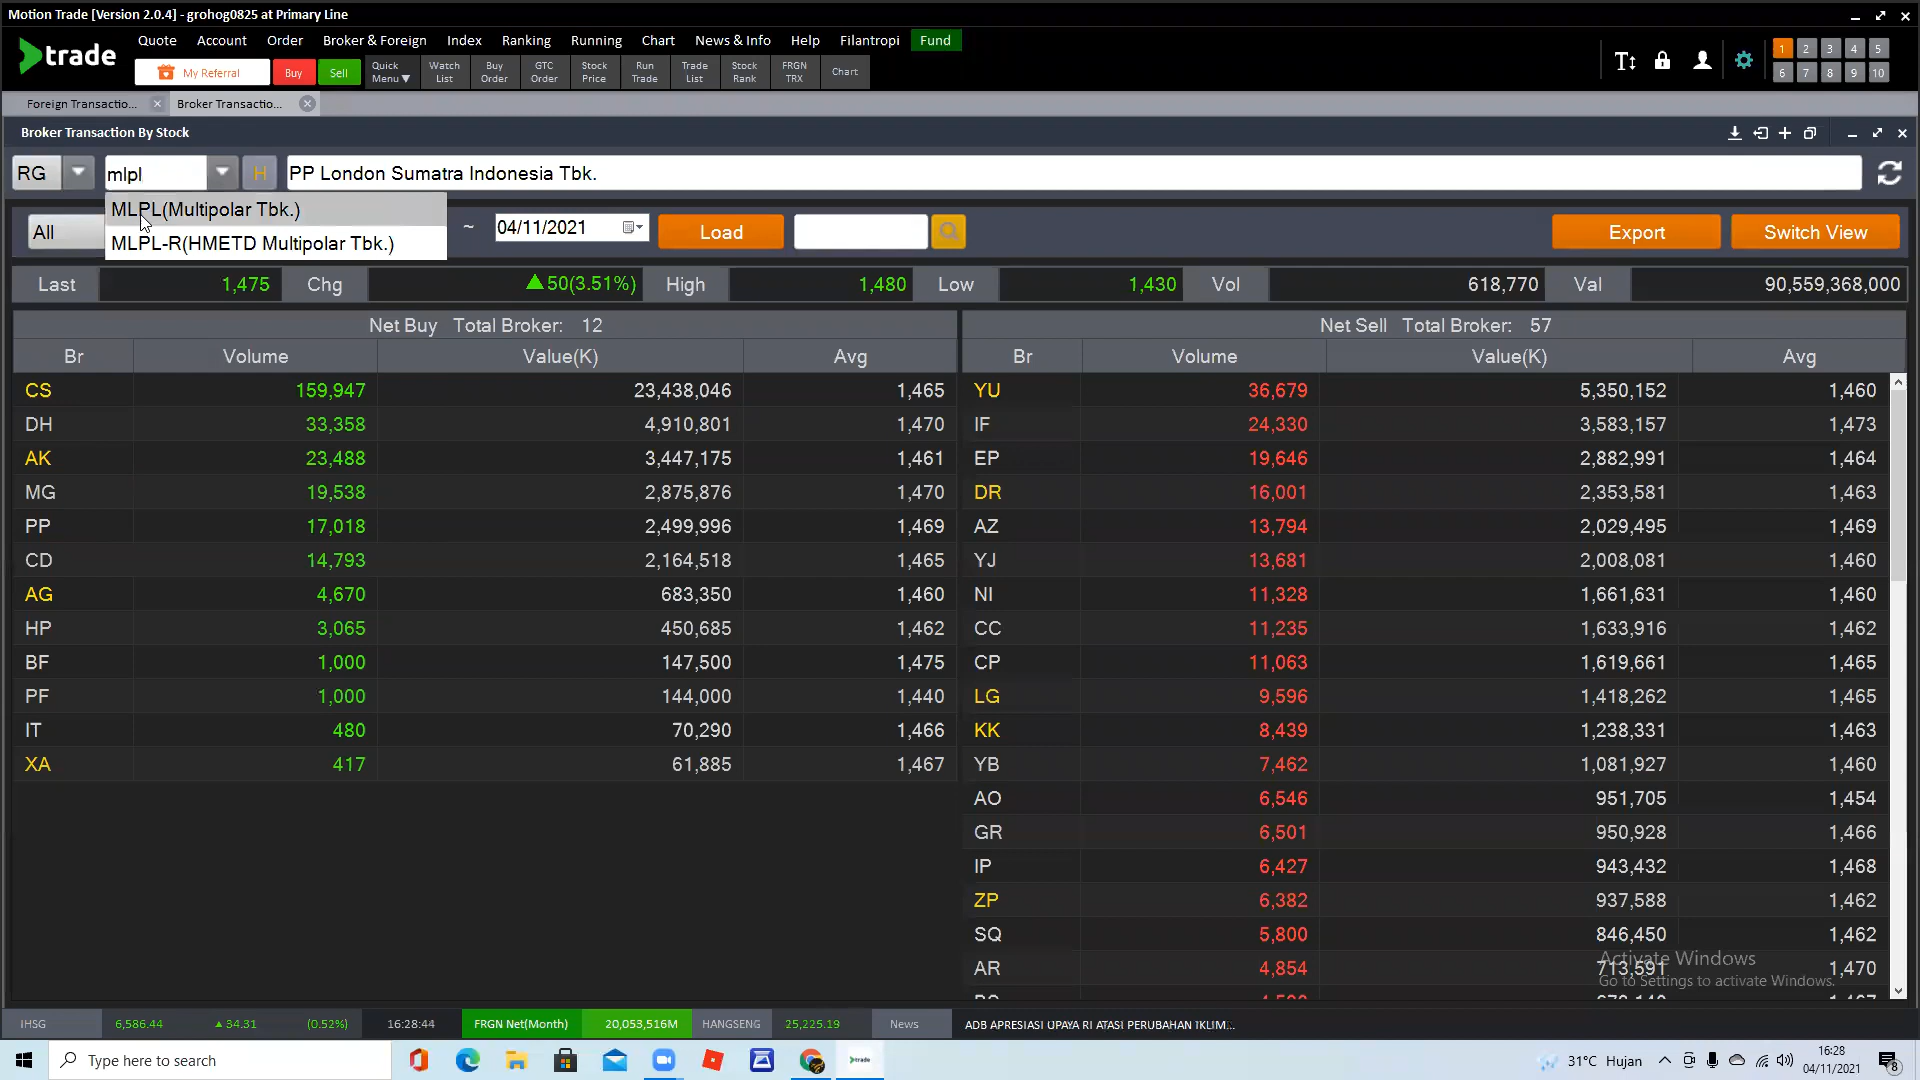 Motion Trade [Version 2.0.4] - grohog0825 at Primary Line
trade
Quote Account Order Broker & Foreign Index Ranking Running Chart News & Info Help Filantropi Fund
My Referral Buy Sell Quick Menu▼ Watch List Buy Order GTC Order Stock Price Run Trade Trade List Stock Rank FRGN TRX Chart
1 2 3 4 5
6 7 8 9 10
Foreign Transactio... Broker Transactio...
Broker Transaction By Stock
RG mlpl H PP London Sumatra Indonesia Tbk.
MLPL(Multipolar Tbk.)
MLPL-R(HMETD Multipolar Tbk.)
All ~ 04/11/2021 Load Export Switch View
Last 1,475 Chg ▲50(3.51%) High 1,480 Low 1,430 Vol 618,770 Val 90,559,368,000
Net Buy Total Broker: 12
Br Volume Value(K) Avg
CS 159,947 23,438,046 1,465
DH 33,358 4,910,801 1,470
AK 23,488 3,447,175 1,461
MG 19,538 2,875,876 1,470
PP 17,018 2,499,996 1,469
CD 14,793 2,164,518 1,465
AG 4,670 683,350 1,460
HP 3,065 450,685 1,462
BF 1,000 147,500 1,475
PF 1,000 144,000 1,440
IT 480 70,290 1,466
XA 417 61,885 1,467
Net Sell Total Broker: 57
Br Volume Value(K) Avg
YU 36,679 5,350,152 1,460
IF 24,330 3,583,157 1,473
EP 19,646 2,882,991 1,464
DR 16,001 2,353,581 1,463
AZ 13,794 2,029,495 1,469
YJ 13,681 2,008,081 1,460
NI 11,328 1,661,631 1,460
CC 11,235 1,633,916 1,462
CP 11,063 1,619,661 1,465
LG 9,596 1,418,262 1,465
KK 8,439 1,238,331 1,463
YB 7,462 1,081,927 1,460
AO 6,546 951,705 1,454
GR 6,501 950,928 1,466
IP 6,427 943,432 1,468
ZP 6,382 937,588 1,462
SQ 5,800 846,450 1,462
AR 4,854 713,591 1,470
Activate Windows
Go to Settings to activate Windows.
IHSG 6,586.44 ▲ 34.31 (0.52%) 16:28:44 FRGN Net(Month) 20,053,516M HANGSENG 25,225.19 News ADB APRESIASI UPAYA RI ATASI PERUBAHAN IKLIM...
Type here to search trade 31°C Hujan 16:28
04/11/2021 8